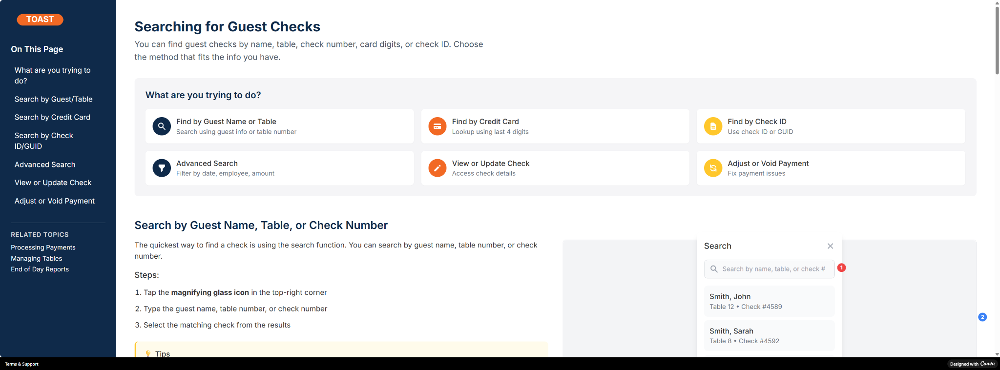 TOAST
On This Page
What are you trying to
do?
Search by Guest/Table
Search by Credit Card
Search by Check
ID/GUID
Advanced Search
View or Update Check
Adjust or Void Payment
RELATED TOPICS
Processing Payments
Managing Tables
End of Day Reports
Searching for Guest Checks
You can find guest checks by name, table, check number, card digits, or check ID. Choose
the method that fits the info you have.
What are you trying to do?
Find by Guest Name or Table
Search using guest info or table number
Find by Credit Card
Lookup using last 4 digits
Find by Check ID
Use check ID or GUID
Advanced Search
Filter by date, employee, amount
View or Update Check
Access check details
Adjust or Void Payment
Fix payment issues
Search by Guest Name, Table, or Check Number
The quickest way to find a check is using the search function. You can search by guest name, table number, or check
number.
Steps:
1. Tap the magnifying glass icon in the top-right corner
2. Type the guest name, table number, or check number
3. Select the matching check from the results
Tips
Search
Search by name, table, or check #
1
Smith, John
Table 12 • Check #4589
2
Smith, Sarah
Table 8 • Check #4592
Terms & Support
Designed with Canva